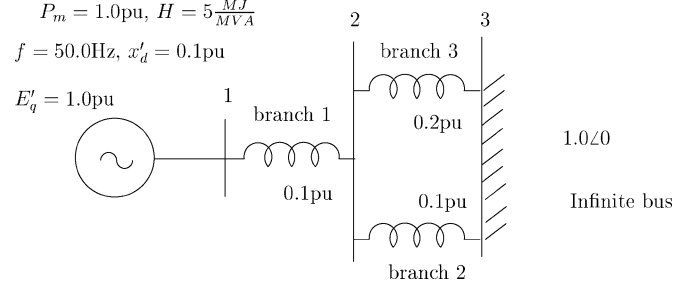 P_m = 1.0pu, H = 5 MJ/MVA
f = 50.0Hz, x'_d = 0.1pu
E'_q = 1.0pu
1
2
3
branch 1
0.1pu
branch 3
0.2pu
0.1pu
branch 2
1.0∠0
Infinite bus